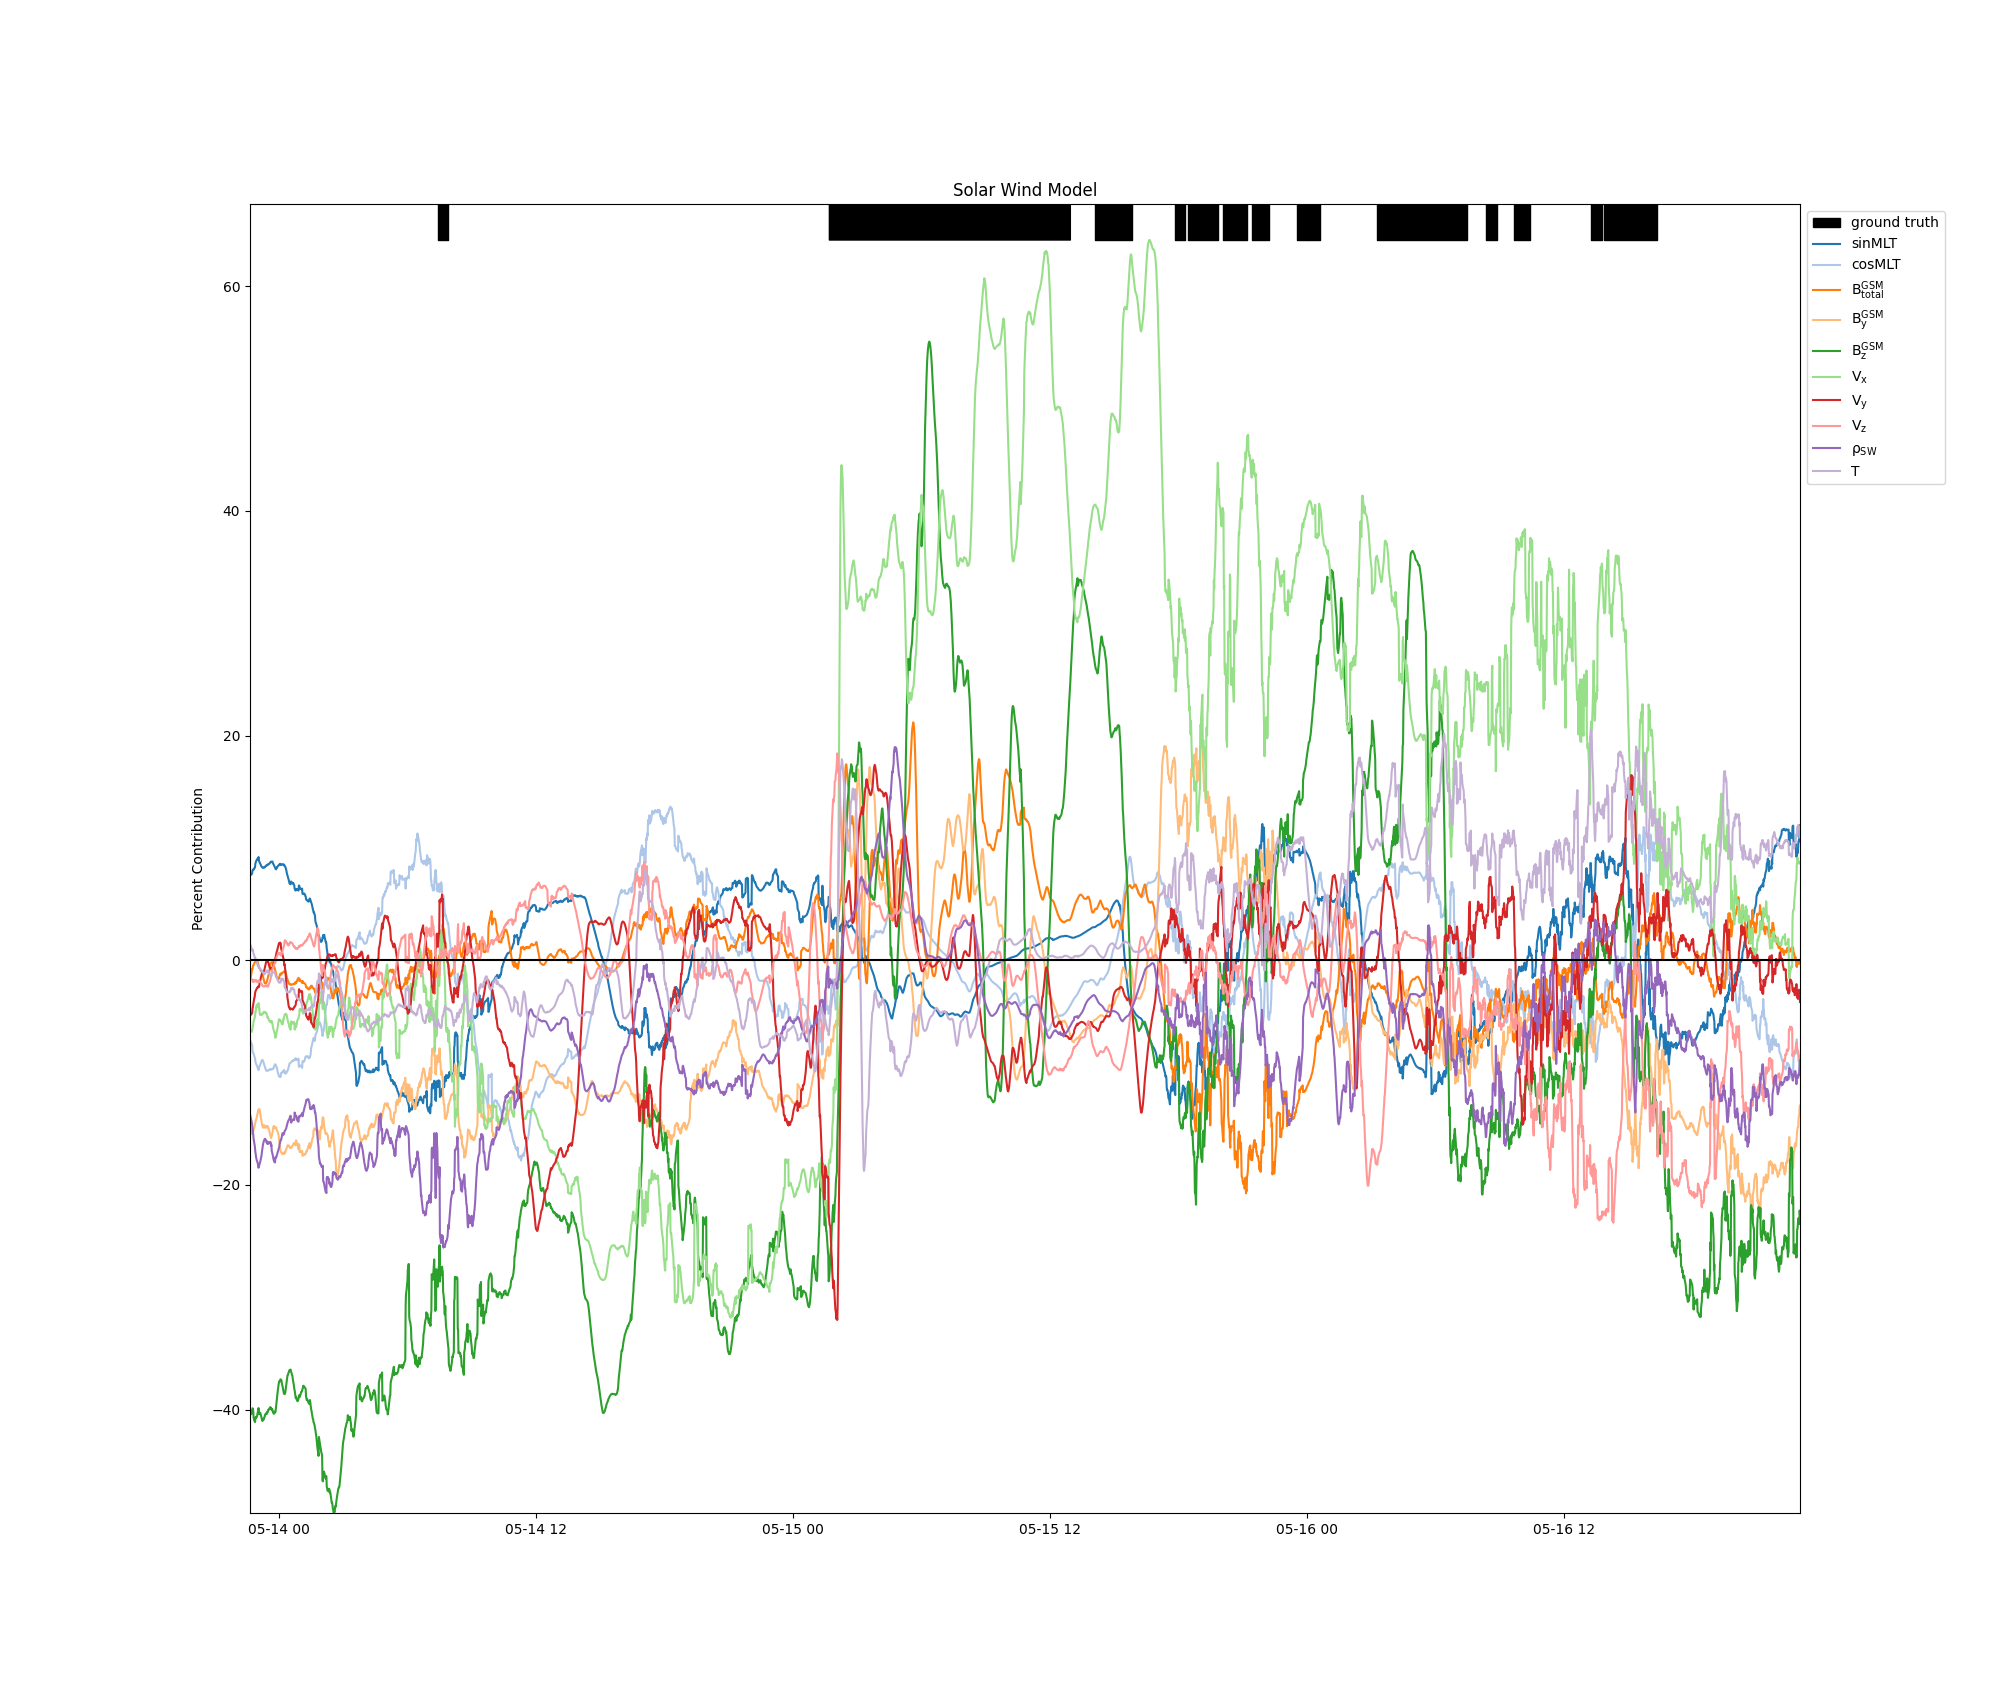 Solar Wind Model
ground truth
sinMLT
cosMLT
B_total^GSM
B_y^GSM
B_z^GSM
V_x
V_y
V_z
ρ_SW
T
Percent Contribution
60
40
20
0
−20
−40
05-14 00
05-14 12
05-15 00
05-15 12
05-16 00
05-16 12